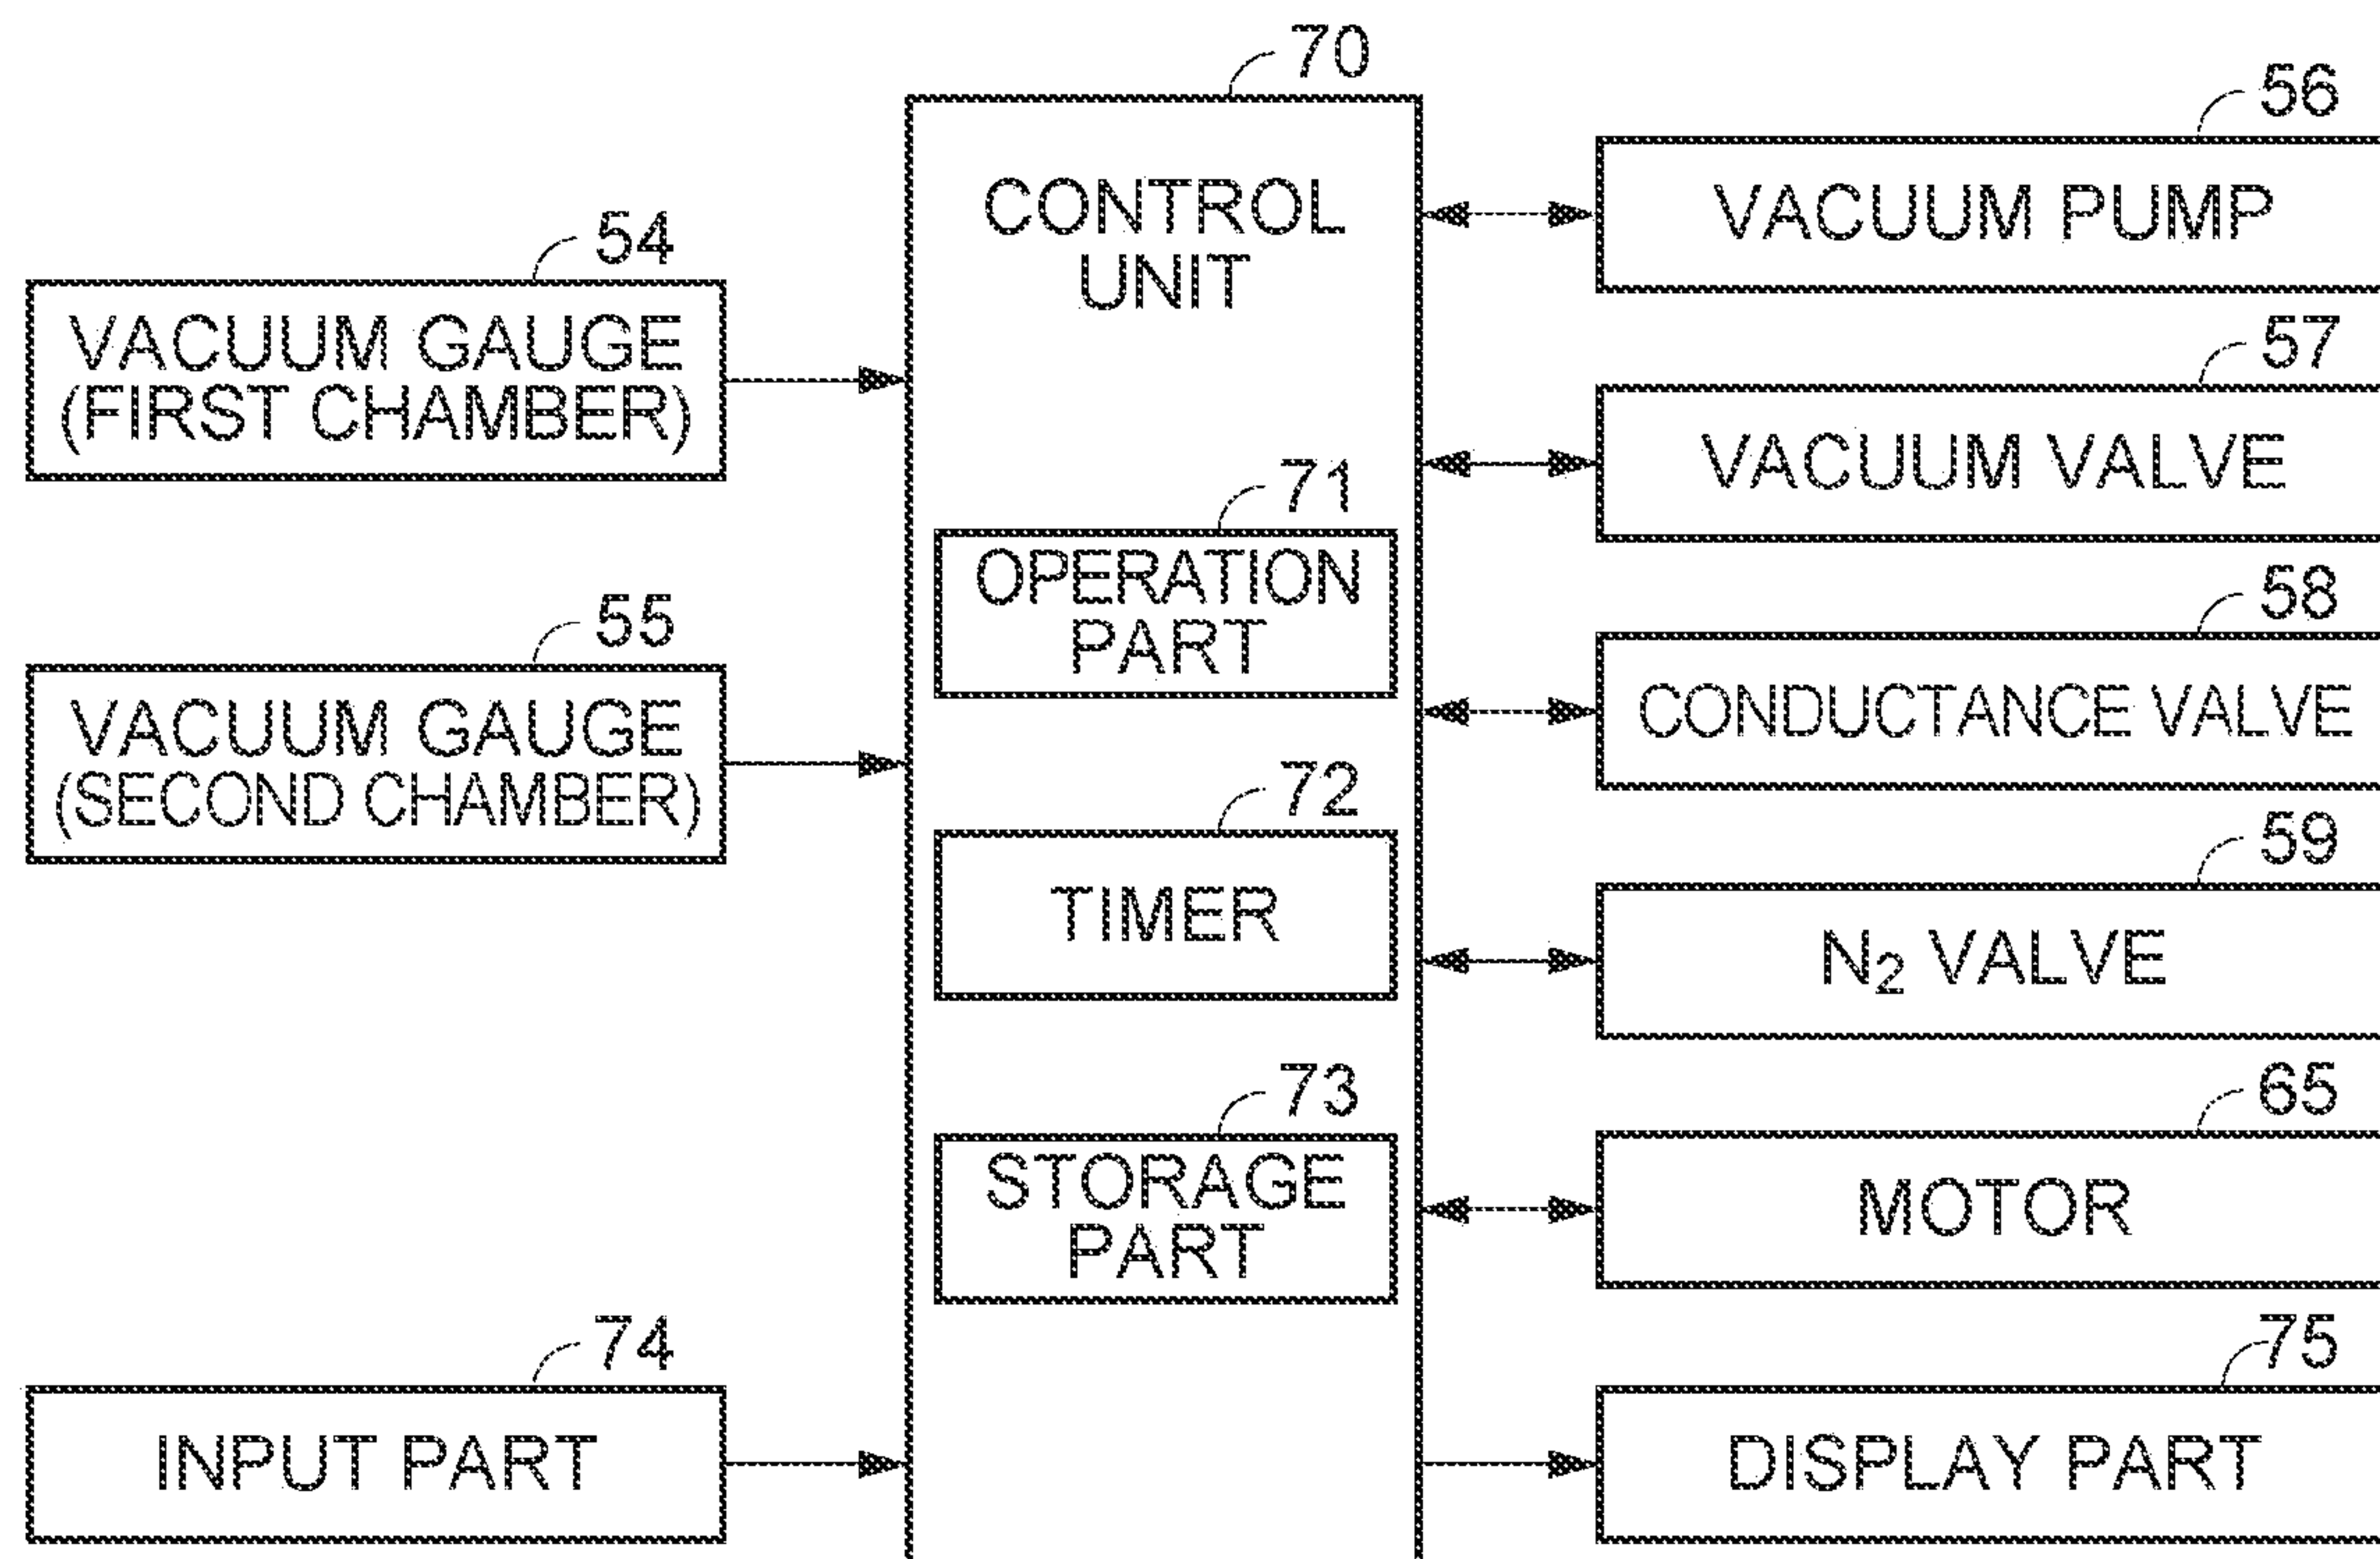 70
CONTROL
UNIT
54
VACUUM GAUGE
(FIRST CHAMBER)
55
VACUUM GAUGE
(SECOND CHAMBER)
74
INPUT PART
71
OPERATION
PART
72
TIMER
73
STORAGE
PART
56
VACUUM PUMP
57
VACUUM VALVE
58
CONDUCTANCE VALVE
59
N₂ VALVE
65
MOTOR
75
DISPLAY PART